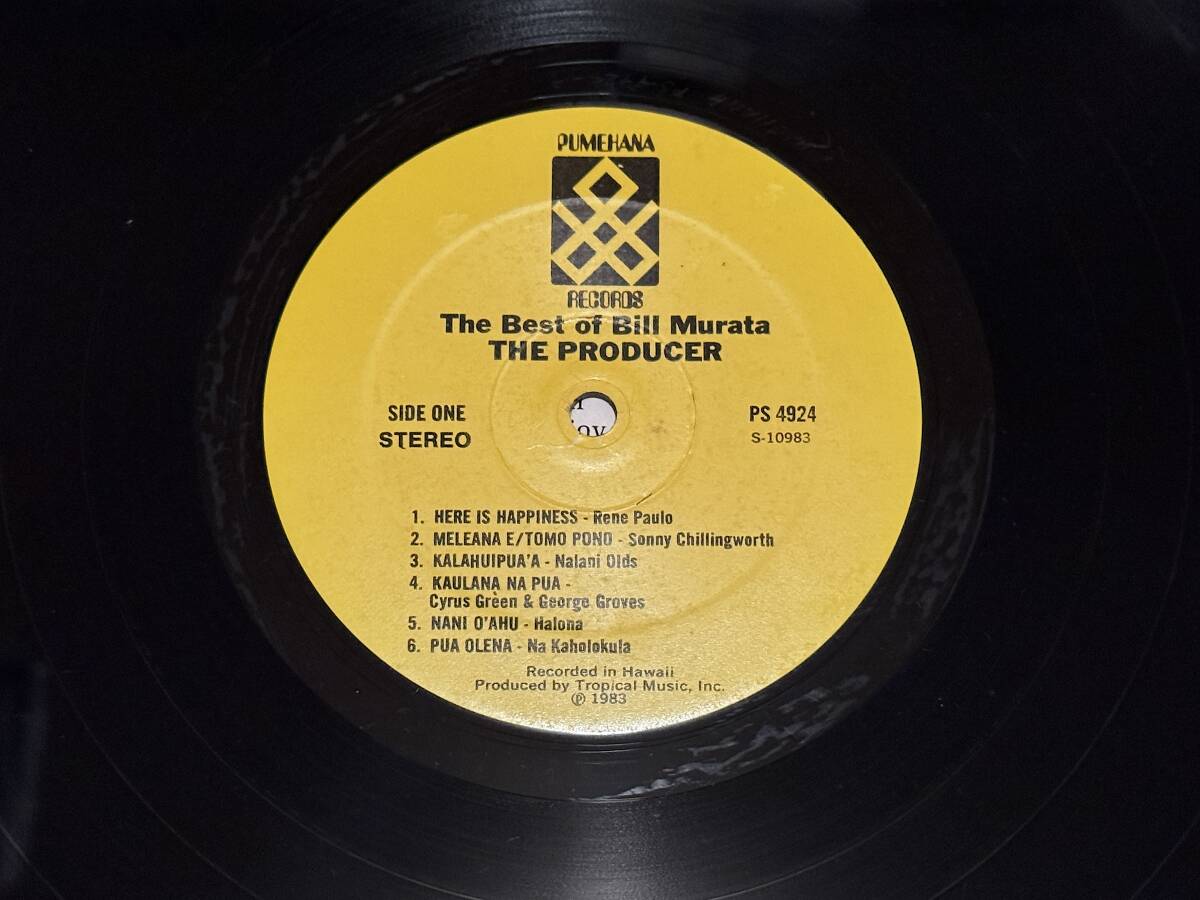 PUMEHANA
RECORDS
The Best of Bill Murata
THE PRODUCER
SIDE ONE
STEREO
PS 4924
S-10983
1. HERE IS HAPPINESS - Rene Paulo
2. MELEANA E/TOMO PONO - Sonny Chillingworth
3. KALAHUIPUA'A - Nalani Olds
4. KAULANA NA PUA -
Cyrus Green & George Groves
5. NANI O'AHU - Halona
6. PUA OLENA - Na Kaholokula
Recorded in Hawaii
Produced by Tropical Music, Inc.
℗ 1983